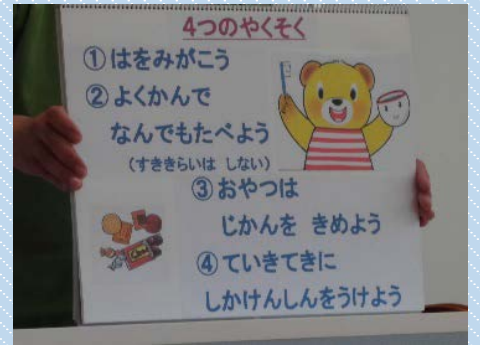 4つのやくそく
①はをみがこう
②よくかんで
なんでもたべよう
(すききらいは しない)
③おやつは
じかんを きめよう
④ていきてきに
しかけんしんをうけよう